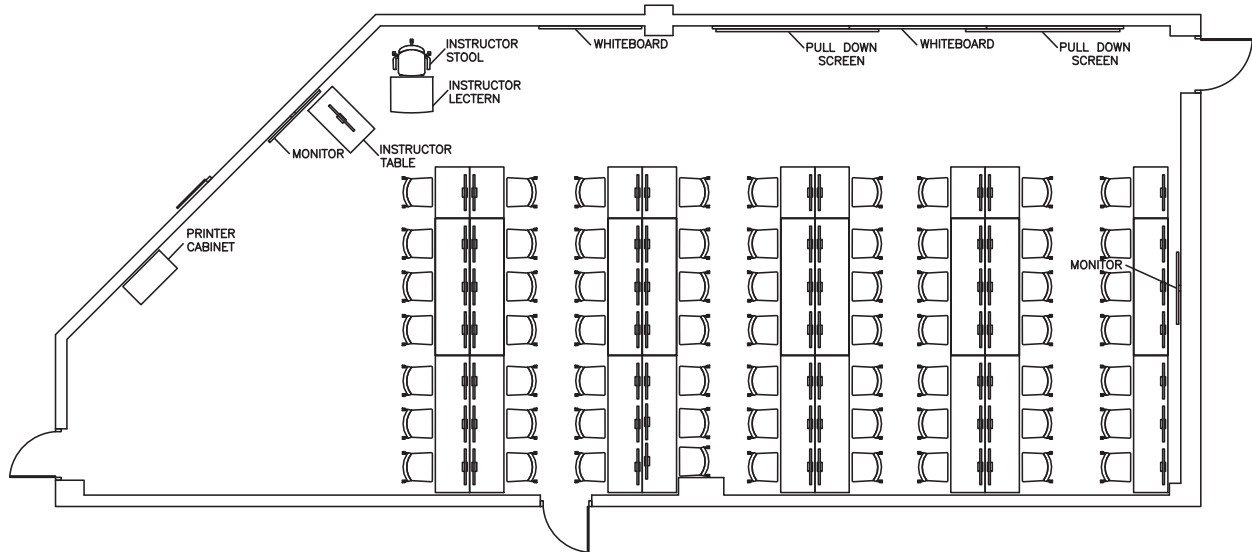 INSTRUCTOR
STOOL
WHITEBOARD
PULL DOWN
SCREEN
WHITEBOARD
PULL DOWN
SCREEN
INSTRUCTOR
LECTERN
MONITOR
INSTRUCTOR
TABLE
PRINTER
CABINET
MONITOR